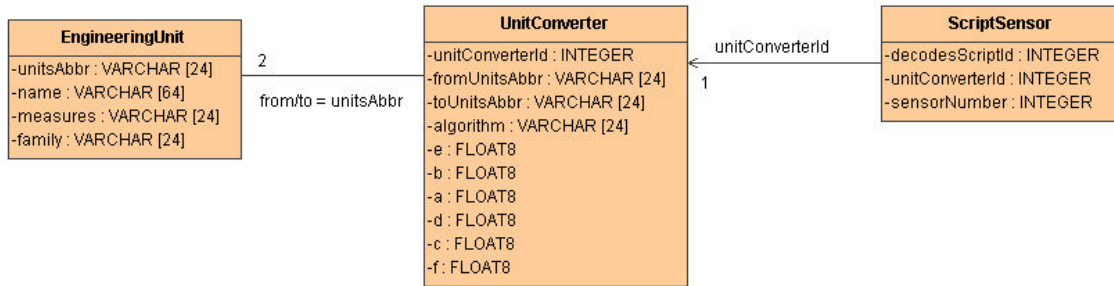 EngineeringUnit
-unitsAbbr : VARCHAR [24]
-name : VARCHAR [64]
-measures : VARCHAR [24]
-family : VARCHAR [24]
2
from/to = unitsAbbr
UnitConverter
-unitConverterId : INTEGER
-fromUnitsAbbr : VARCHAR [24]
-toUnitsAbbr : VARCHAR [24]
-algorithm : VARCHAR [24]
-e : FLOAT8
-b : FLOAT8
-a : FLOAT8
-d : FLOAT8
-c : FLOAT8
-f : FLOAT8
unitConverterId
1
ScriptSensor
-decodesScriptId : INTEGER
-unitConverterId : INTEGER
-sensorNumber : INTEGER